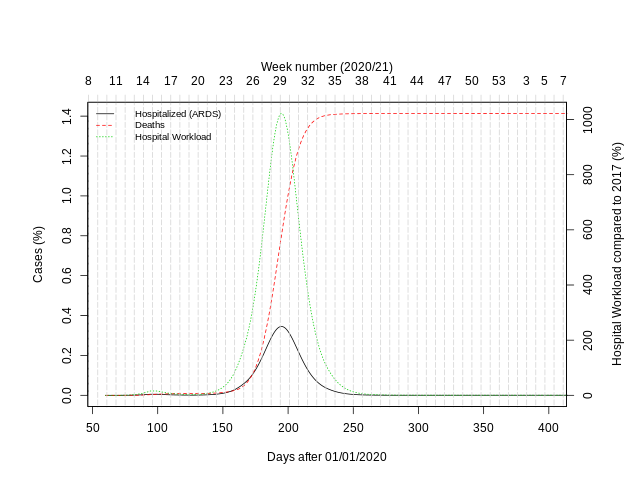 Week number (2020/21)
8 11 14 17 20 23 26 29 32 35 38 41 44 47 50 53 3 5 7
Hospitalized (ARDS)
Deaths
Hospital Workload
Cases (%)
0.0 0.2 0.4 0.6 0.8 1.0 1.2 1.4
Hospital Workload compared to 2017 (%)
0 200 400 600 800 1000
50 100 150 200 250 300 350 400
Days after 01/01/2020